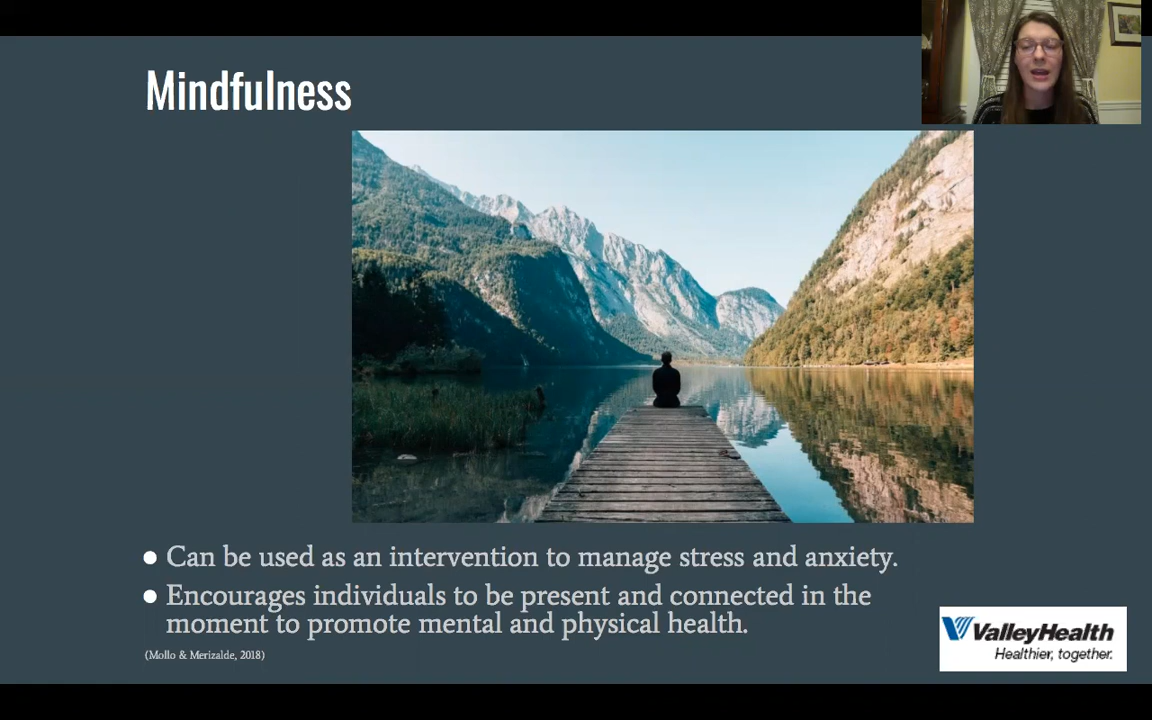 Mindfulness
● Can be used as an intervention to manage stress and anxiety.
● Encourages individuals to be present and connected in the
moment to promote mental and physical health.
(Mollo & Merizalde, 2018)
ValleyHealth
Healthier, together.